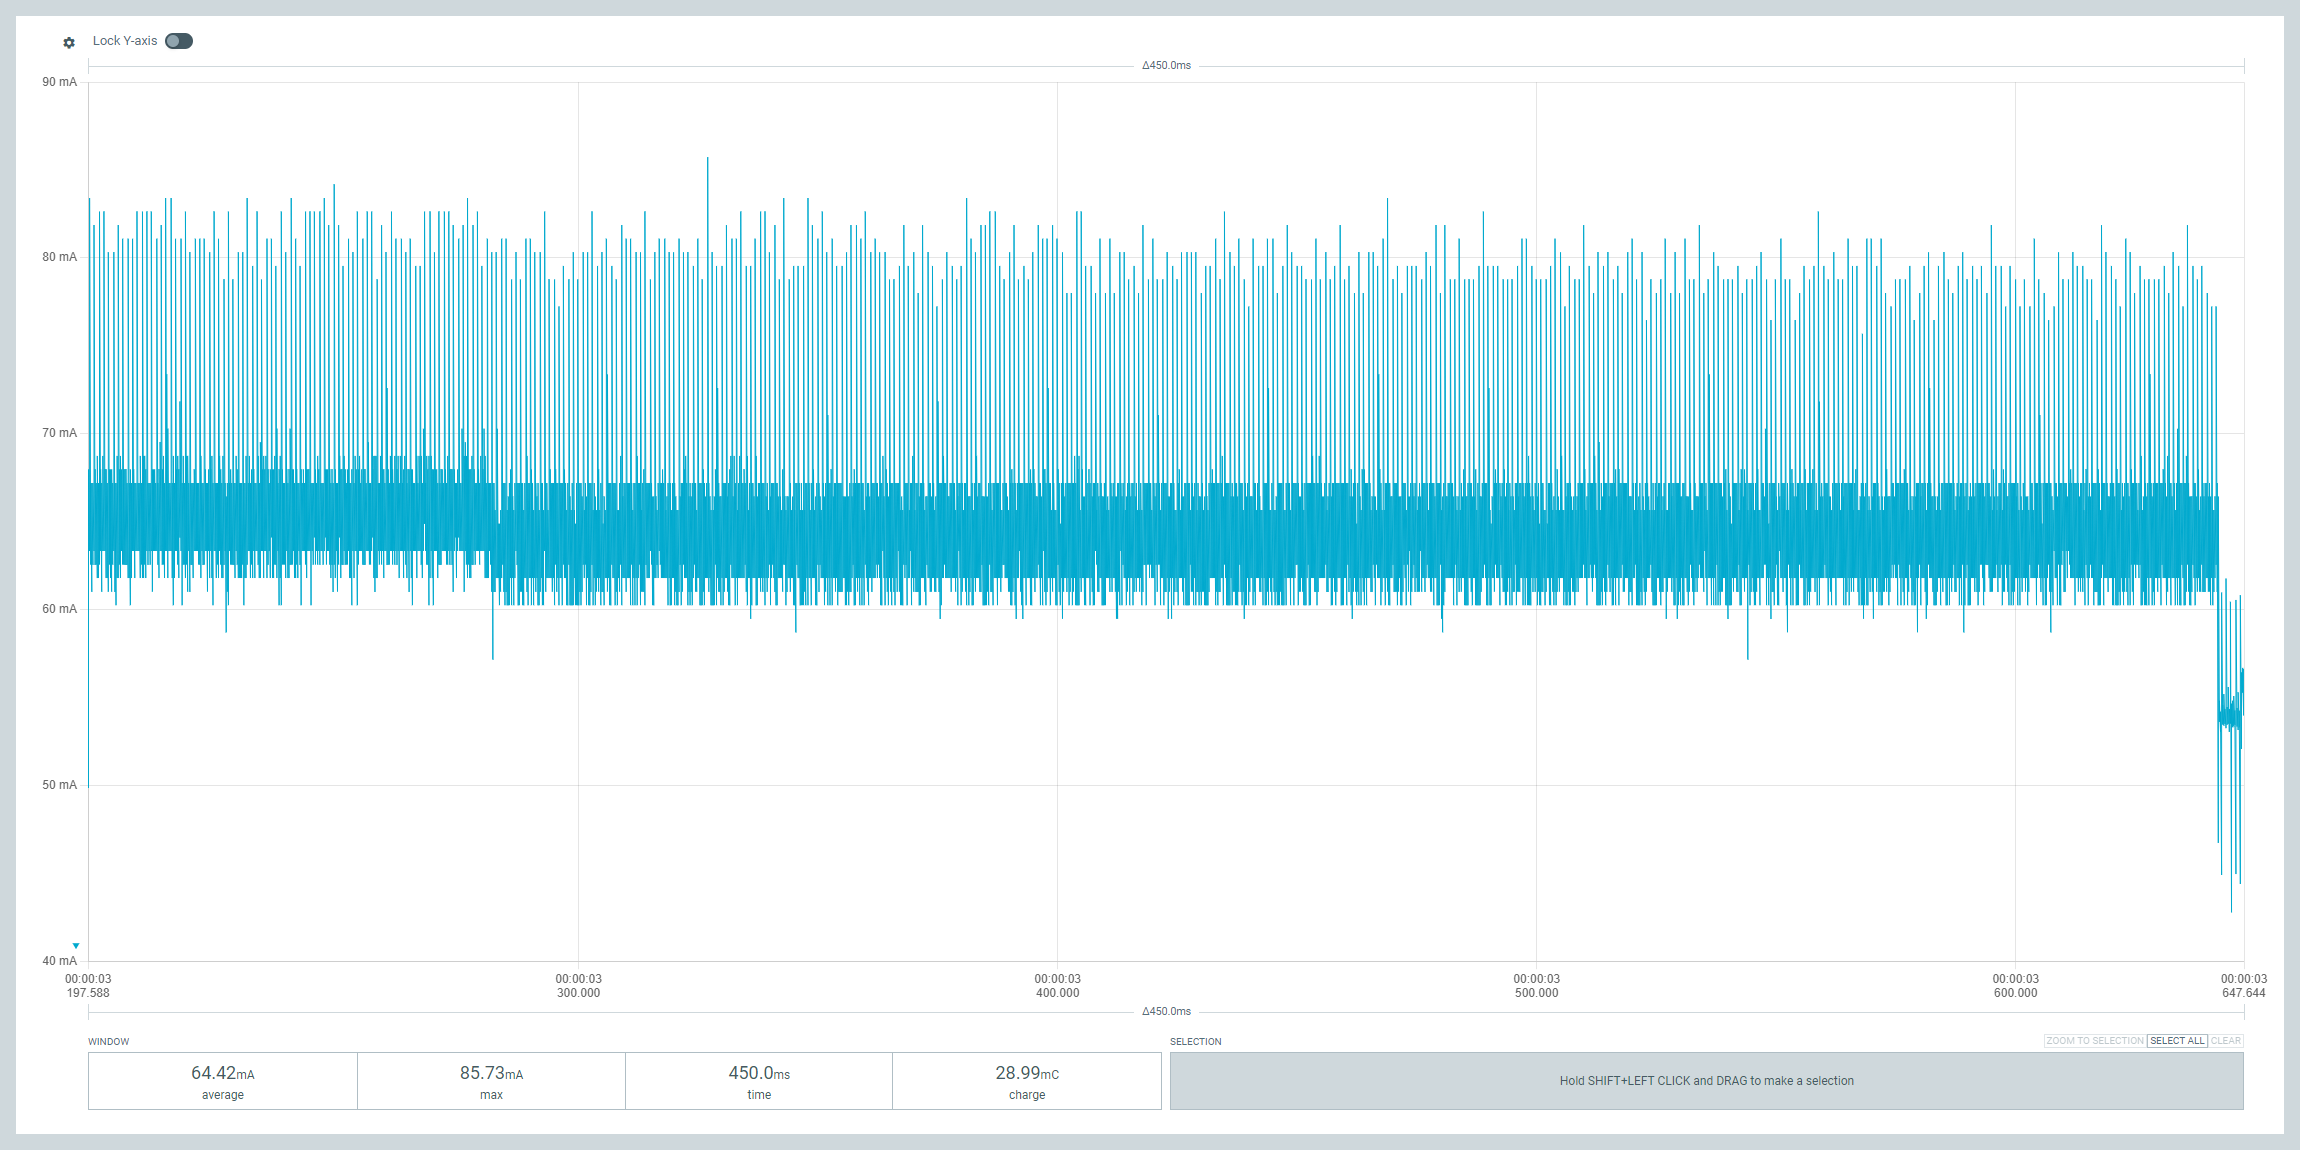 Lock Y-axis
Δ450.0ms
90 mA
80 mA
70 mA
60 mA
50 mA
40 mA
00:00:03 00:00:03 00:00:03 00:00:03 00:00:03 00:00:03
197.588 300.000 400.000 500.000 600.000 647.644
Δ450.0ms
WINDOW
64.42mA 85.73mA 450.0ms 28.99mC
average max time charge
SELECTION ZOOM TO SELECTION SELECT ALL CLEAR
Hold SHIFT+LEFT CLICK and DRAG to make a selection